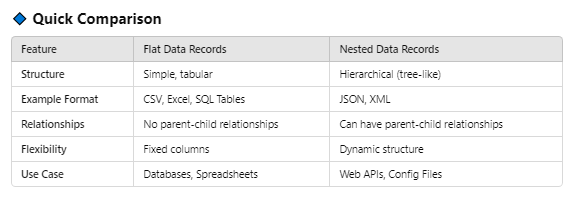 Quick Comparison
Feature Flat Data Records Nested Data Records
Structure Simple, tabular Hierarchical (tree-like)
Example Format CSV, Excel, SQL Tables JSON, XML
Relationships No parent-child relationships Can have parent-child relationships
Flexibility Fixed columns Dynamic structure
Use Case Databases, Spreadsheets Web APIs, Config Files